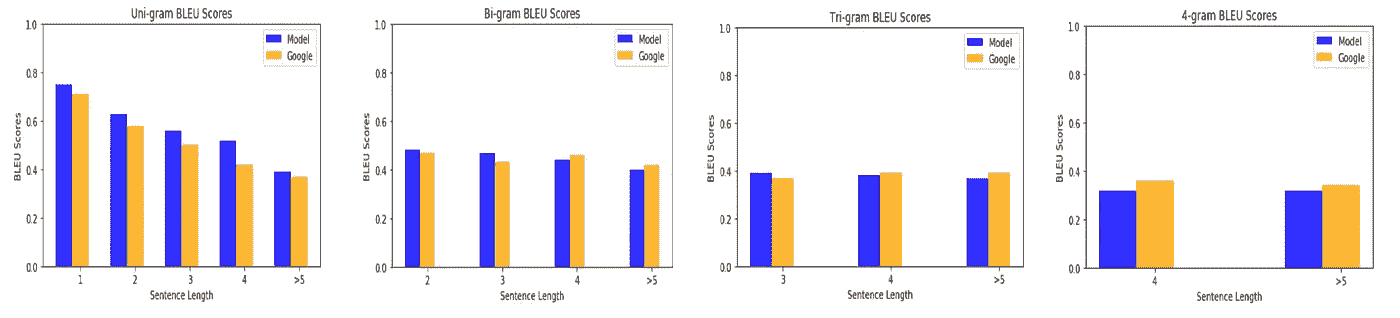 Uni-gram BLEU Scores
1.0
0.8
0.6
0.4
0.2
0.0
BLEU Scores
Model
Google
1 2 3 4 >5
Sentence Length
Bi-gram BLEU Scores
1.0
0.8
0.6
0.4
0.2
0.0
BLEU Scores
Model
Google
2 3 4 >5
Sentence Length
Tri-gram BLEU Scores
1.0
0.8
0.6
0.4
0.2
0.0
BLEU Scores
Model
Google
3 4 >5
Sentence Length
4-gram BLEU Scores
1.0
0.8
0.6
0.4
0.2
0.0
BLEU Scores
Model
Google
4 >5
Sentence Length